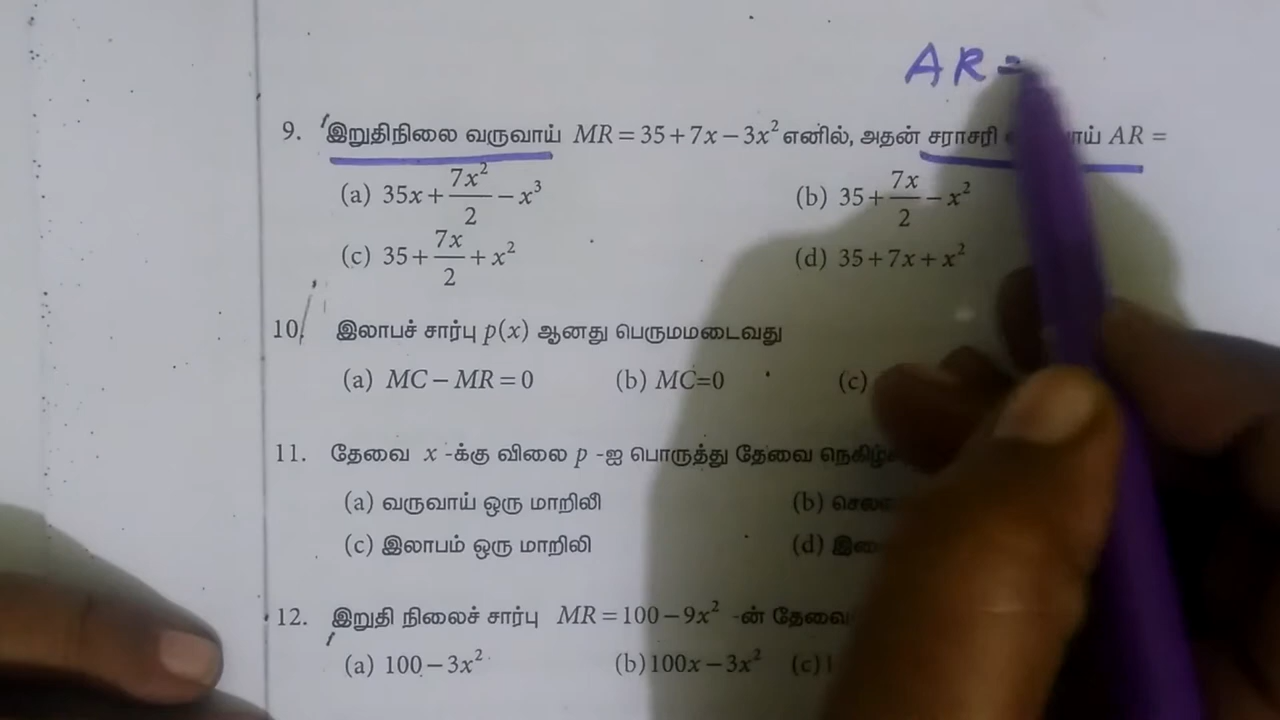 AR =
9. இறுதிநிலை வருவாய் MR = 35 + 7x − 3x² எனில், அதன் சராசரி AR =
(a) 35x + 7x²/2 − x³ (b) 35 + 7x/2 − x²
(c) 35 + 7x/2 + x² (d) 35 + 7x + x²
10. இலாபச் சார்பு p(x) ஆனது பெருமமடைவது
(a) MC − MR = 0 (b) MC=0 (c)
11. தேவை x -க்கு விலை p -ஐ பொருத்து தேவை
(a) வருவாய் ஒரு மாறிலி (b)
(c) இலாபம் ஒரு மாறிலி (d)
12. இறுதி நிலைச் சார்பு MR = 100 − 9x² -ன் தேவை
(a) 100 − 3x² (b) 100x − 3x² (c)